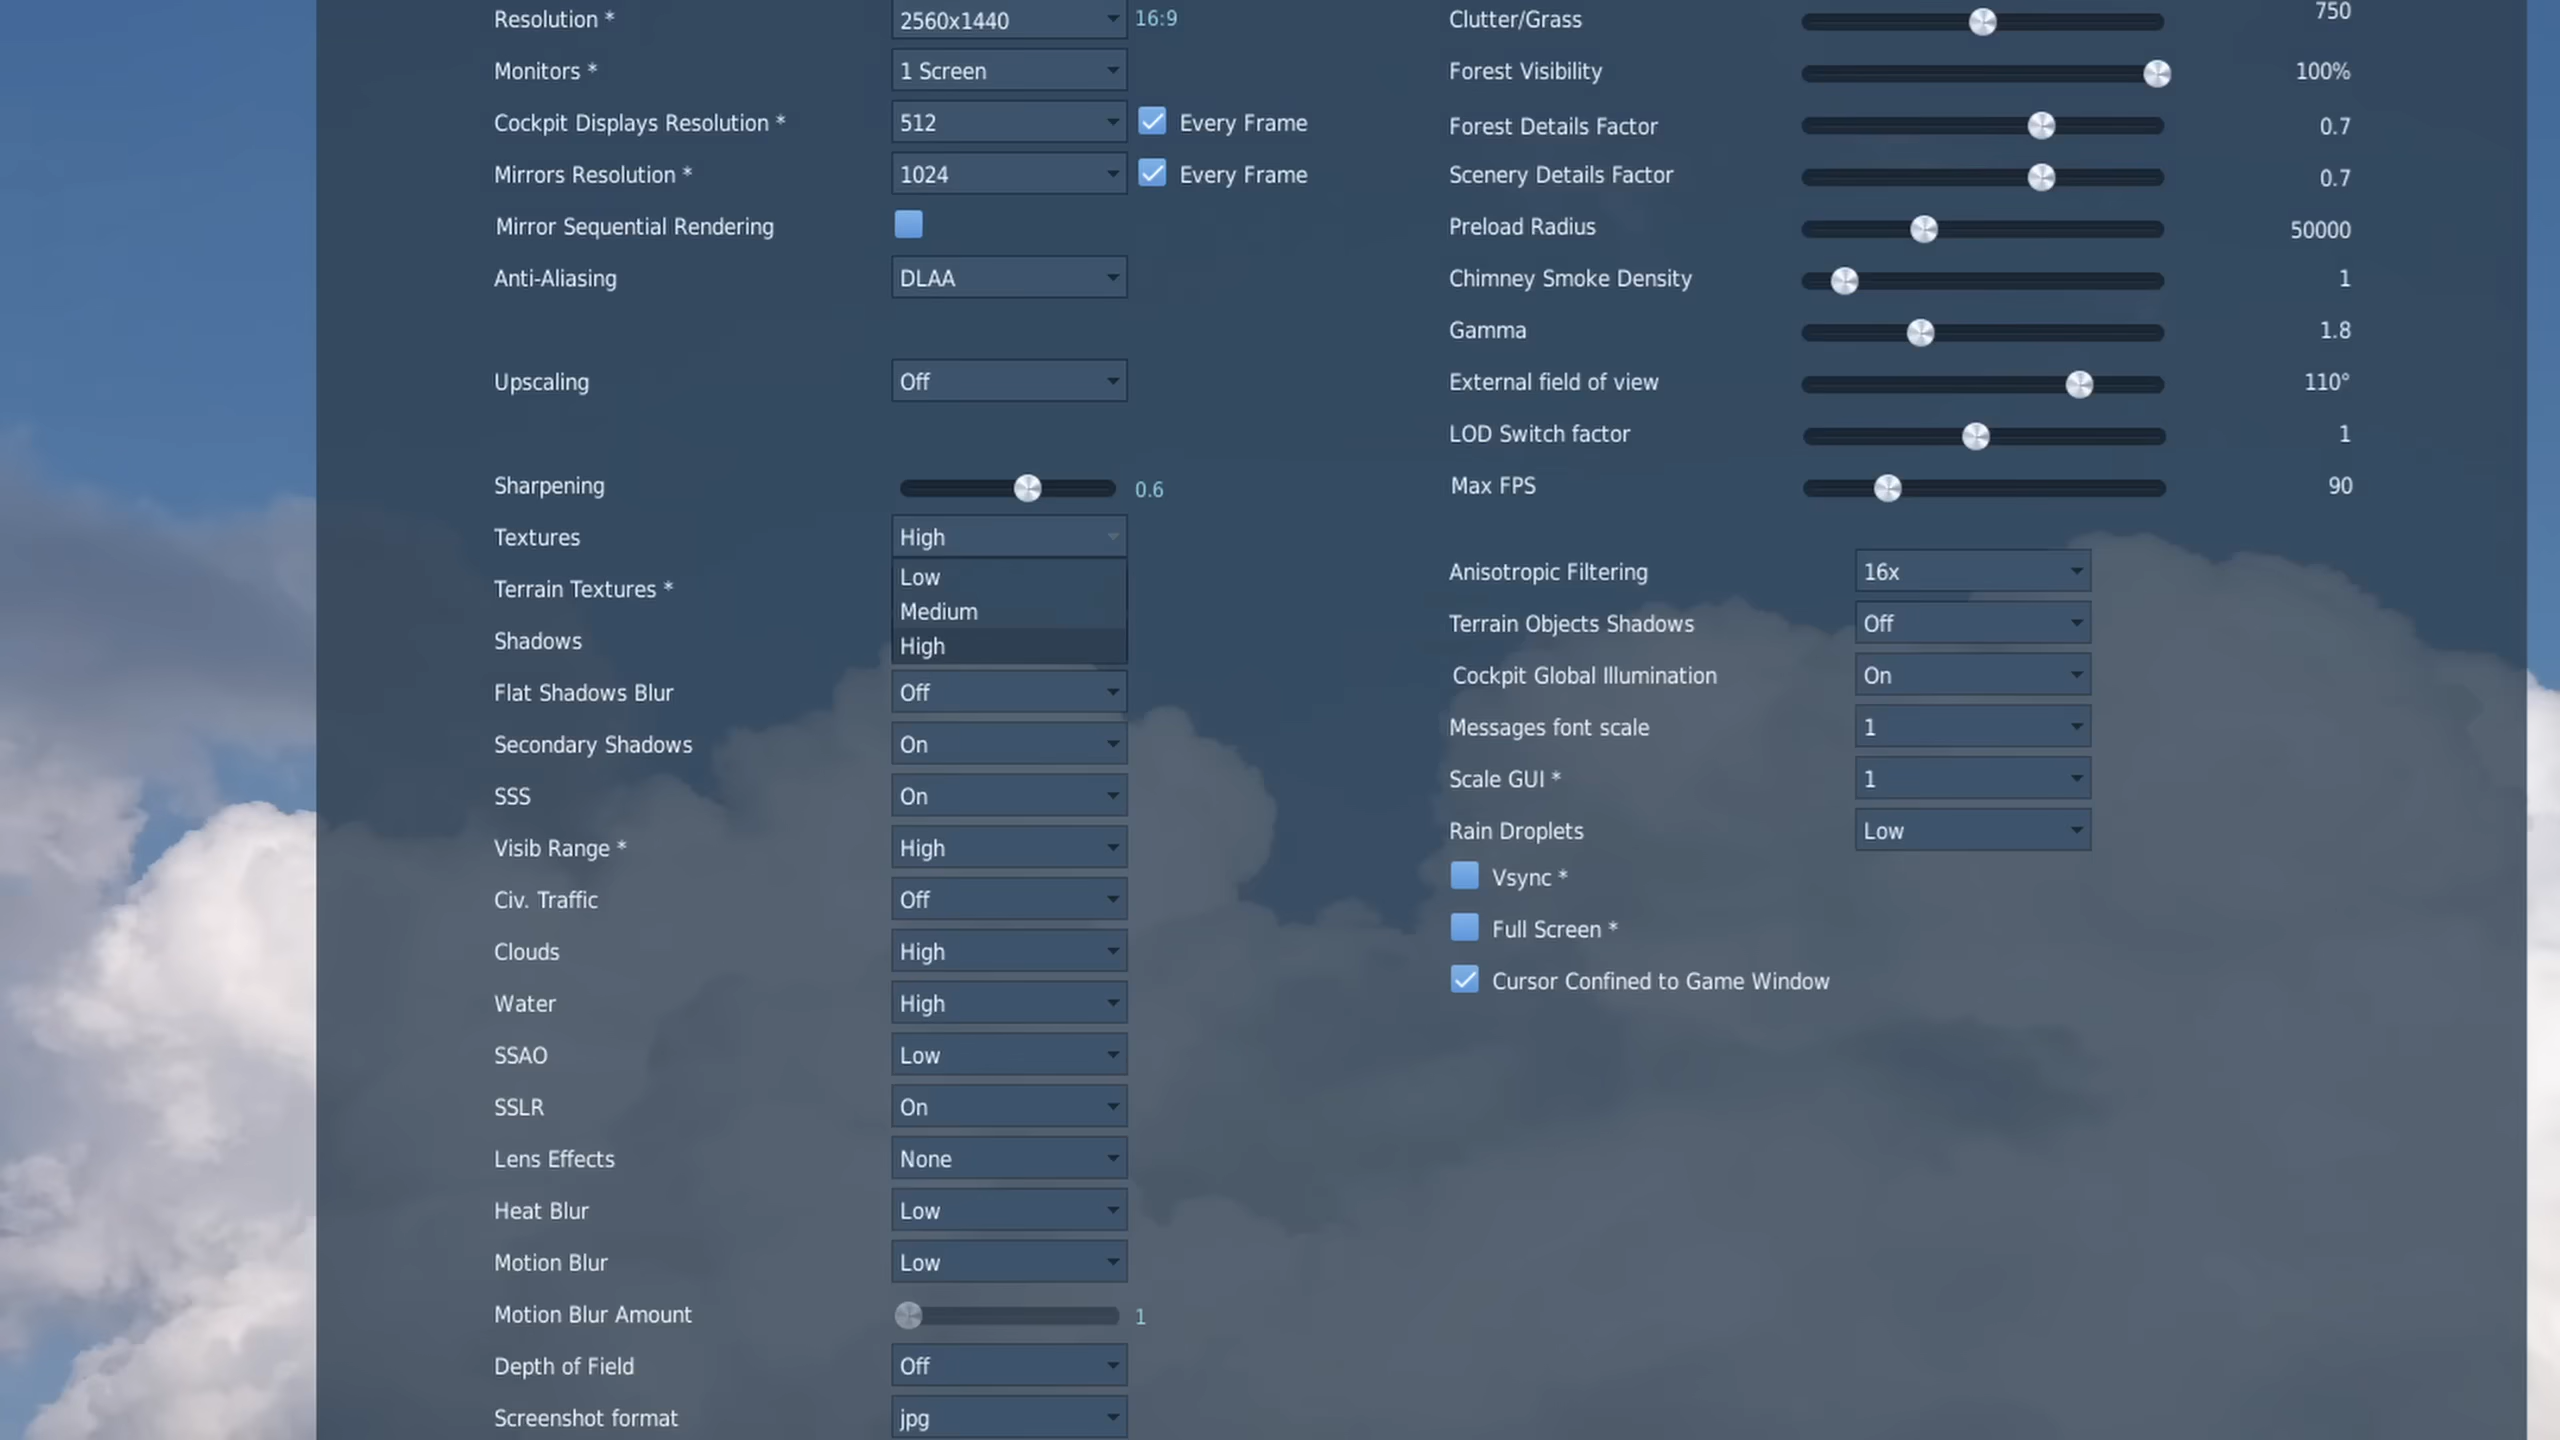 Resolution * 2560x1440 16:9
Monitors * 1 Screen
Cockpit Displays Resolution * 512 Every Frame
Mirrors Resolution * 1024 Every Frame
Mirror Sequential Rendering
Anti-Aliasing DLAA
Upscaling Off
Sharpening 0.6
Textures High
Low
Terrain Textures *
Medium
Shadows
High
Flat Shadows Blur Off
Secondary Shadows On
SSS On
Visib Range * High
Civ. Traffic Off
Clouds High
Water High
SSAO Low
SSLR On
Lens Effects None
Heat Blur Low
Motion Blur Low
Motion Blur Amount 1
Depth of Field Off
Screenshot format jpg
Clutter/Grass 750
Forest Visibility 100%
Forest Details Factor 0.7
Scenery Details Factor 0.7
Preload Radius 50000
Chimney Smoke Density 1
Gamma 1.8
External field of view 110°
LOD Switch factor 1
Max FPS 90
Anisotropic Filtering 16x
Terrain Objects Shadows Off
Cockpit Global Illumination On
Messages font scale 1
Scale GUI * 1
Rain Droplets Low
Vsync *
Full Screen *
Cursor Confined to Game Window